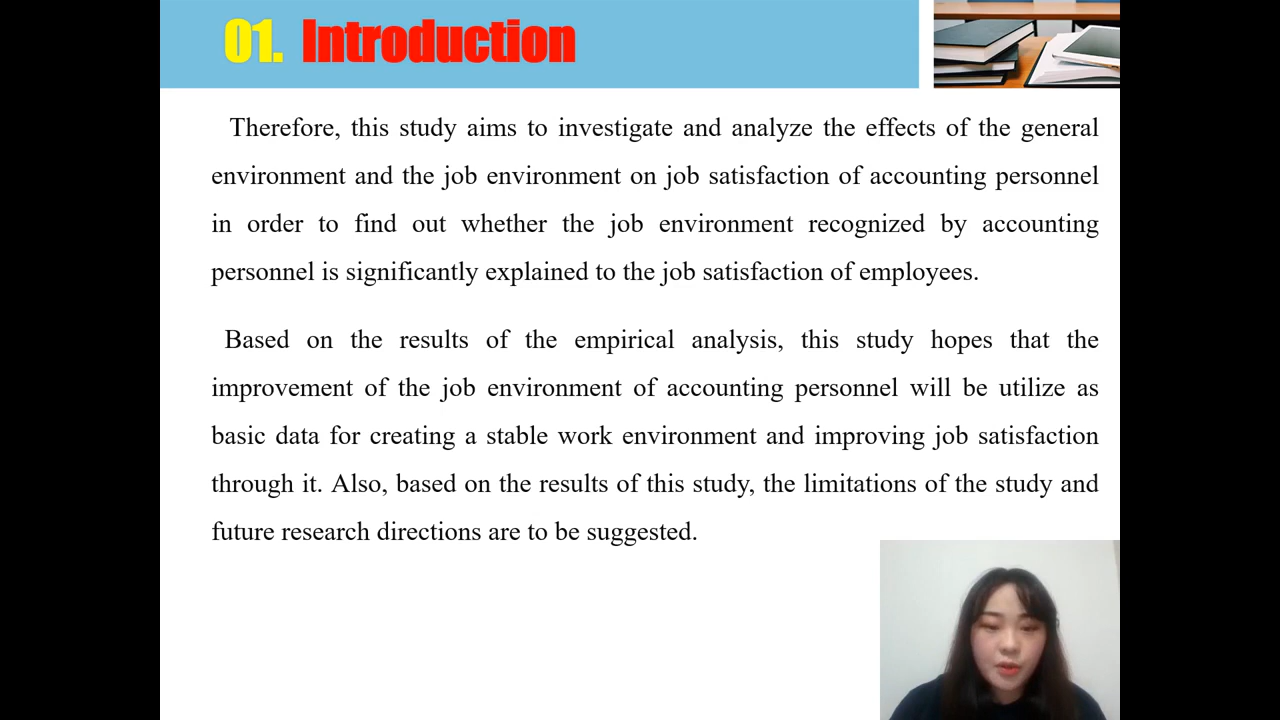 01. Introduction
Therefore, this study aims to investigate and analyze the effects of the general
environment and the job environment on job satisfaction of accounting personnel
in order to find out whether the job environment recognized by accounting
personnel is significantly explained to the job satisfaction of employees.
Based on the results of the empirical analysis, this study hopes that the
improvement of the job environment of accounting personnel will be utilize as
basic data for creating a stable work environment and improving job satisfaction
through it. Also, based on the results of this study, the limitations of the study and
future research directions are to be suggested.